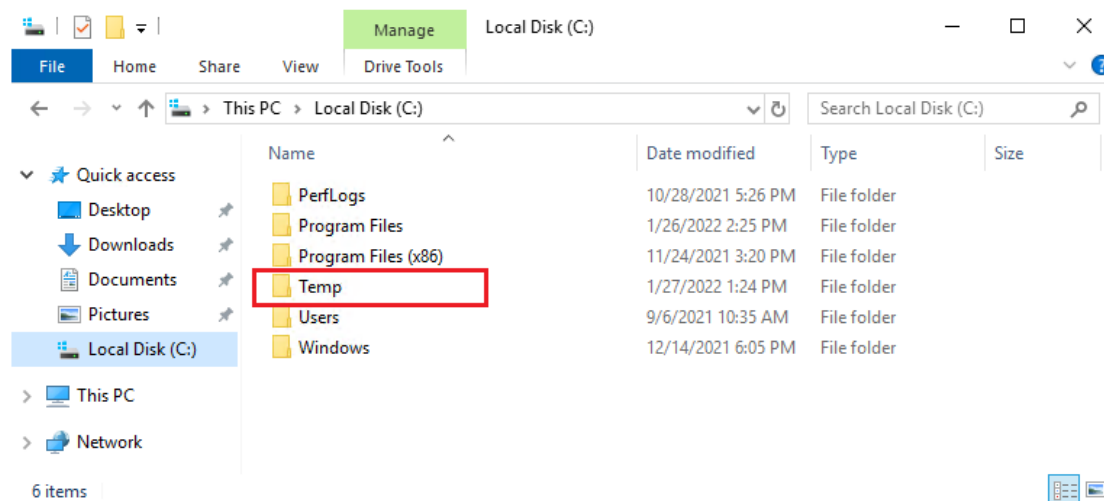 Manage Local Disk (C:)
File Home Share View Drive Tools
This PC Local Disk (C:) Search Local Disk (C:)
Name Date modified Type Size
Quick access
Desktop
Downloads
Documents
Pictures
Local Disk (C:)
This PC
Network
PerfLogs 10/28/2021 5:26 PM File folder
Program Files 1/26/2022 2:25 PM File folder
Program Files (x86) 11/24/2021 3:20 PM File folder
Temp 1/27/2022 1:24 PM File folder
Users 9/6/2021 10:35 AM File folder
Windows 12/14/2021 6:05 PM File folder
6 items